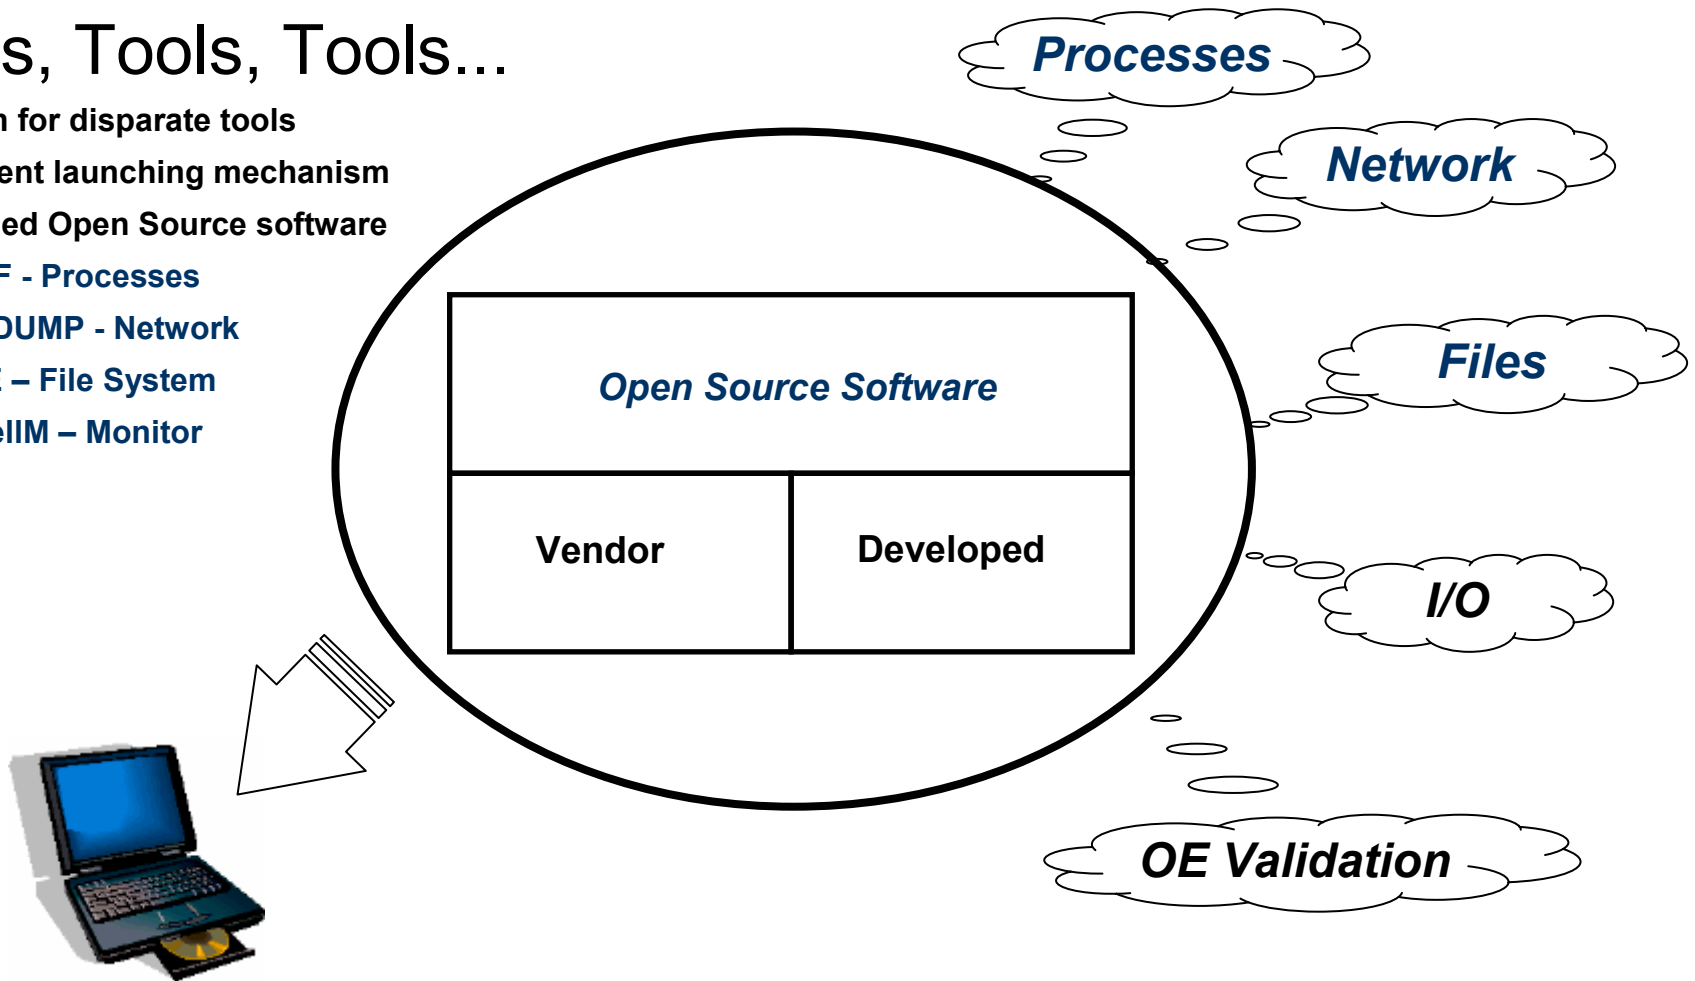 s, Tools, Tools...
for disparate tools
ent launching mechanism
ed Open Source software
F - Processes
DUMP - Network
– File System
ellM – Monitor
Processes
Network
Files
I/O
OE Validation
Open Source Software
Vendor
Developed